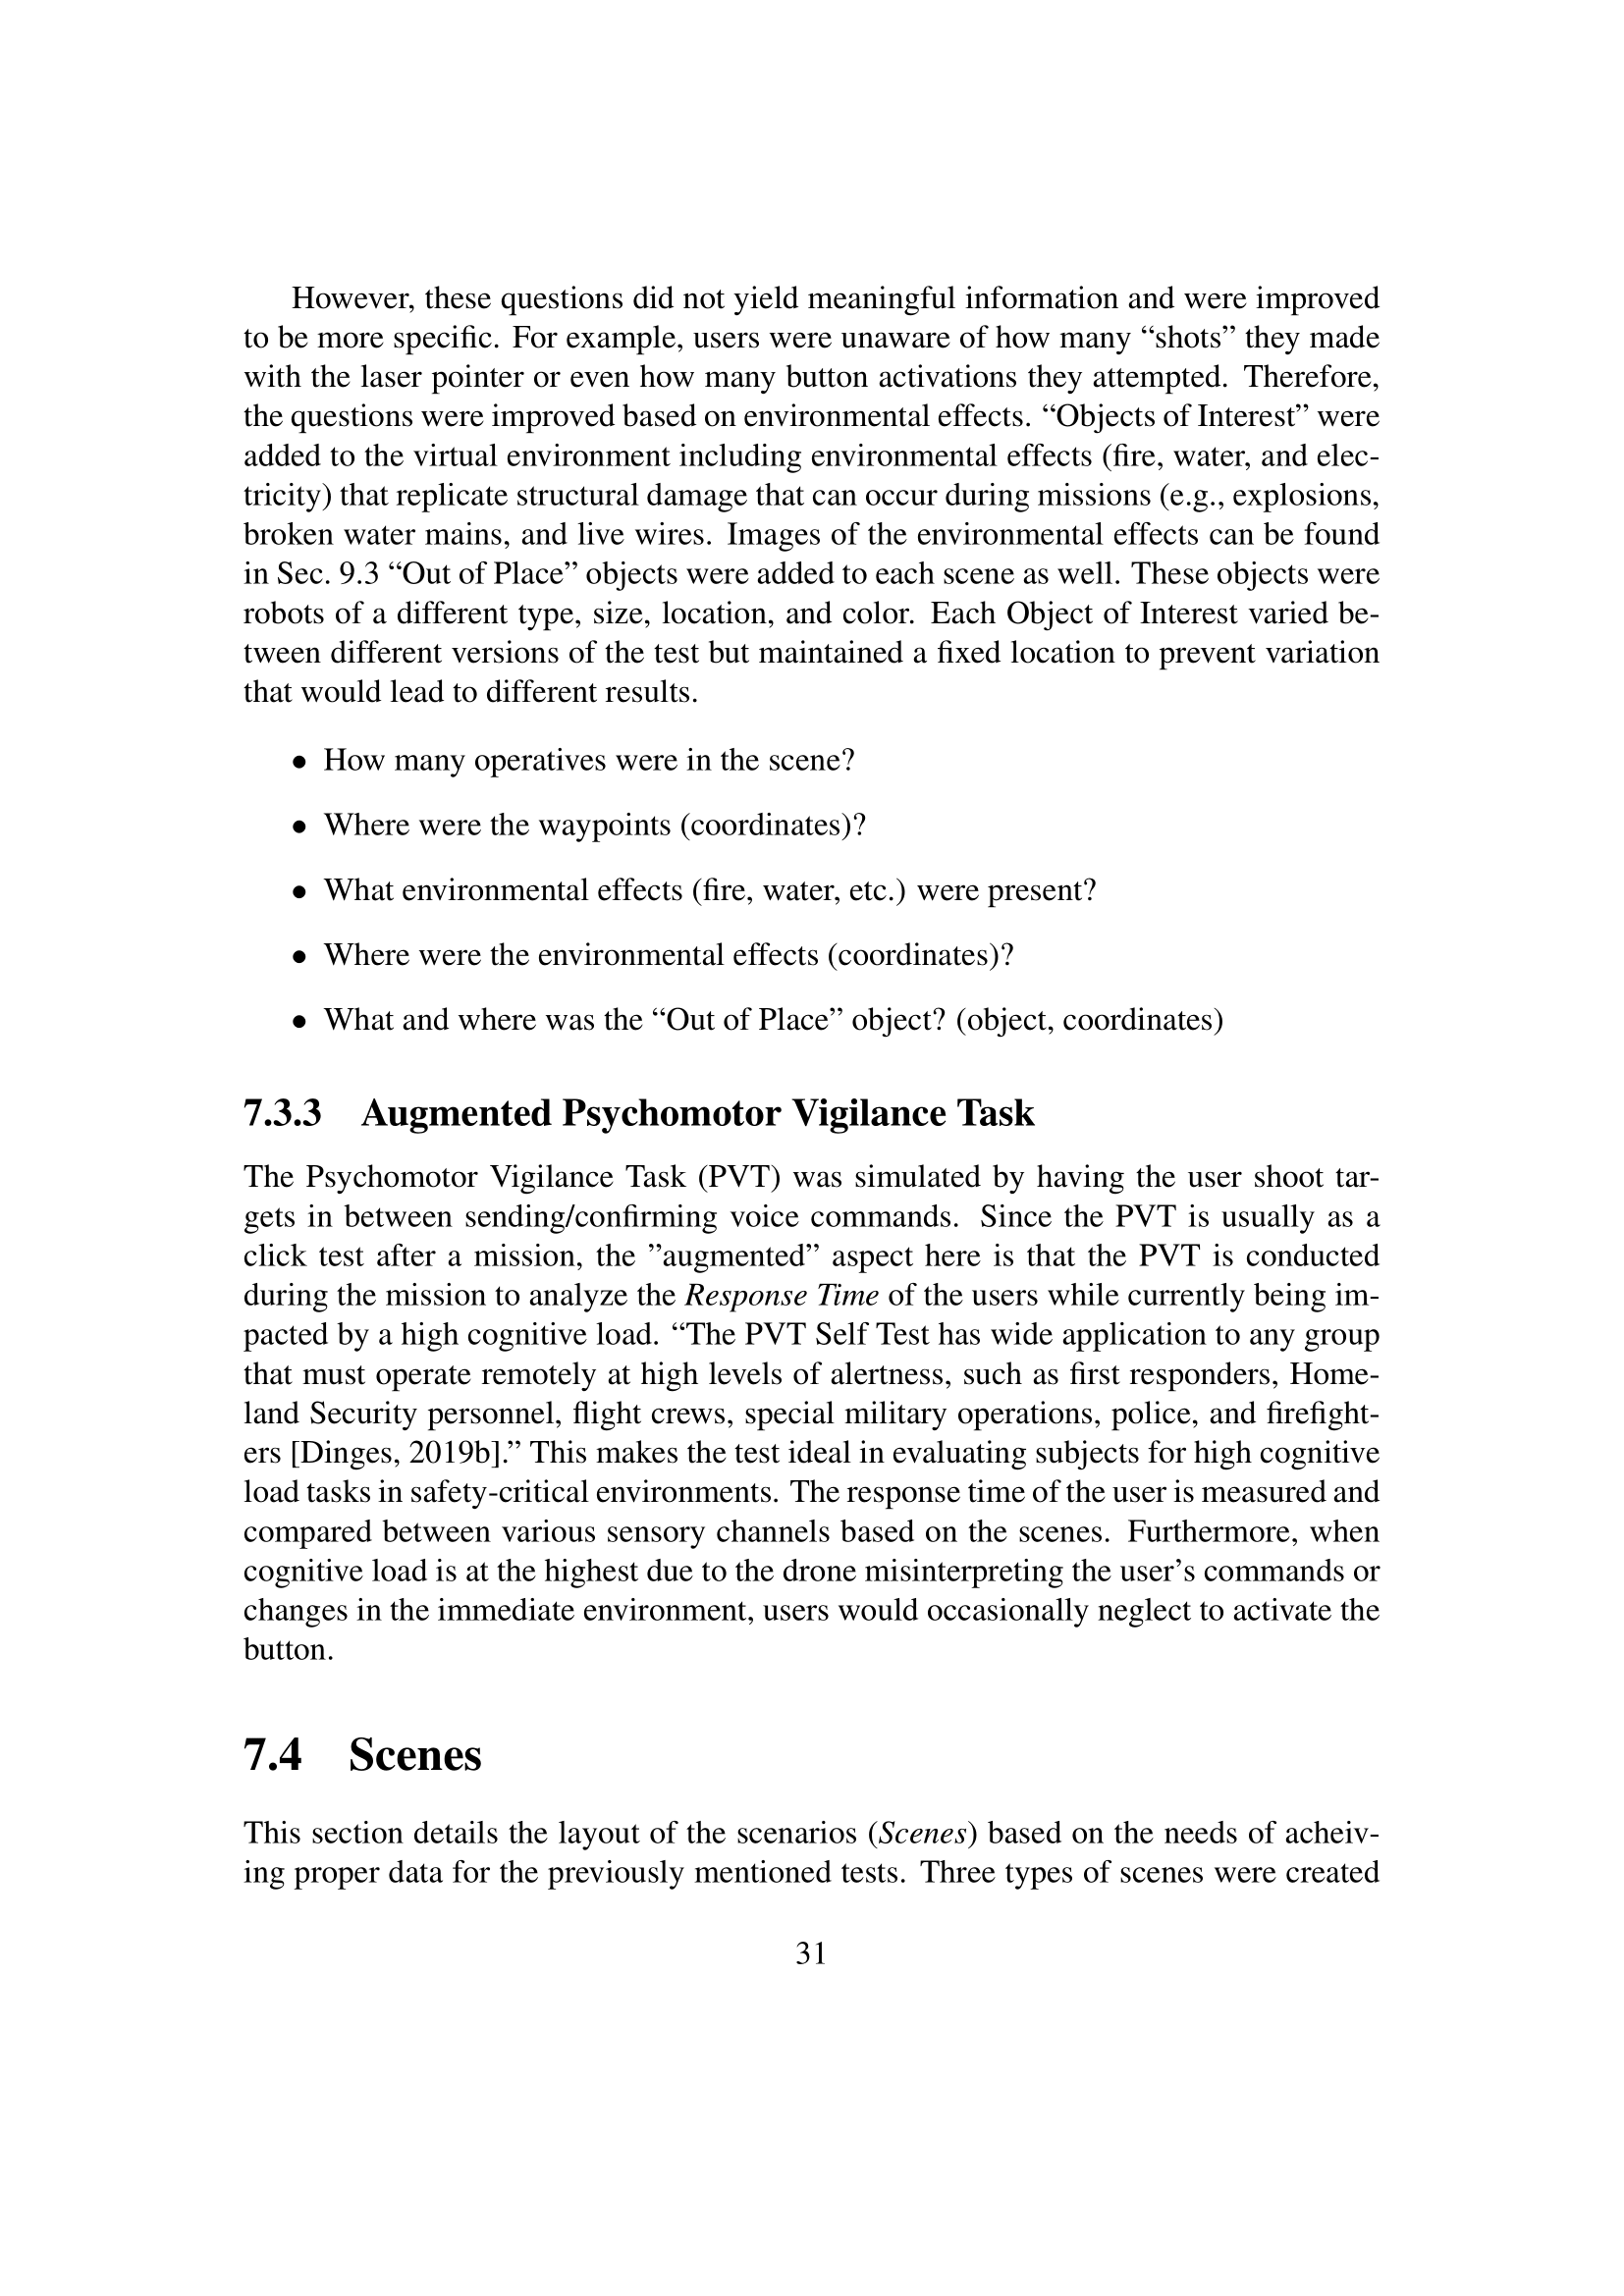 However, these questions did not yield meaningful information and were improved
to be more specific. For example, users were unaware of how many “shots” they made
with the laser pointer or even how many button activations they attempted. Therefore,
the questions were improved based on environmental effects. “Objects of Interest” were
added to the virtual environment including environmental effects (fire, water, and elec-
tricity) that replicate structural damage that can occur during missions (e.g., explosions,
broken water mains, and live wires. Images of the environmental effects can be found
in Sec. 9.3 “Out of Place” objects were added to each scene as well. These objects were
robots of a different type, size, location, and color. Each Object of Interest varied be-
tween different versions of the test but maintained a fixed location to prevent variation
that would lead to different results.
• How many operatives were in the scene?
• Where were the waypoints (coordinates)?
• What environmental effects (fire, water, etc.) were present?
• Where were the environmental effects (coordinates)?
• What and where was the “Out of Place” object? (object, coordinates)
7.3.3 Augmented Psychomotor Vigilance Task
The Psychomotor Vigilance Task (PVT) was simulated by having the user shoot tar-
gets in between sending/confirming voice commands. Since the PVT is usually as a
click test after a mission, the ”augmented” aspect here is that the PVT is conducted
during the mission to analyze the Response Time of the users while currently being im-
pacted by a high cognitive load. “The PVT Self Test has wide application to any group
that must operate remotely at high levels of alertness, such as first responders, Home-
land Security personnel, flight crews, special military operations, police, and firefight-
ers [Dinges, 2019b].” This makes the test ideal in evaluating subjects for high cognitive
load tasks in safety-critical environments. The response time of the user is measured and
compared between various sensory channels based on the scenes. Furthermore, when
cognitive load is at the highest due to the drone misinterpreting the user’s commands or
changes in the immediate environment, users would occasionally neglect to activate the
button.
7.4 Scenes
This section details the layout of the scenarios (Scenes) based on the needs of acheiv-
ing proper data for the previously mentioned tests. Three types of scenes were created
31